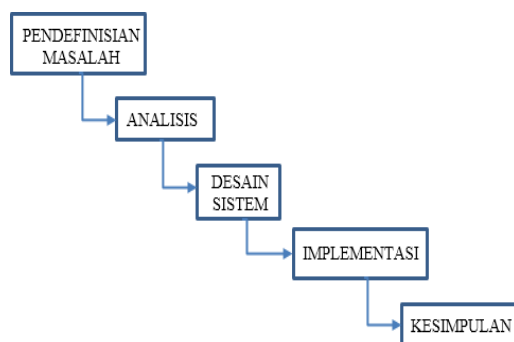 PENDEFINISIAN
MASALAH
ANALISIS
DESAIN
SISTEM
IMPLEMENTASI
KESIMPULAN